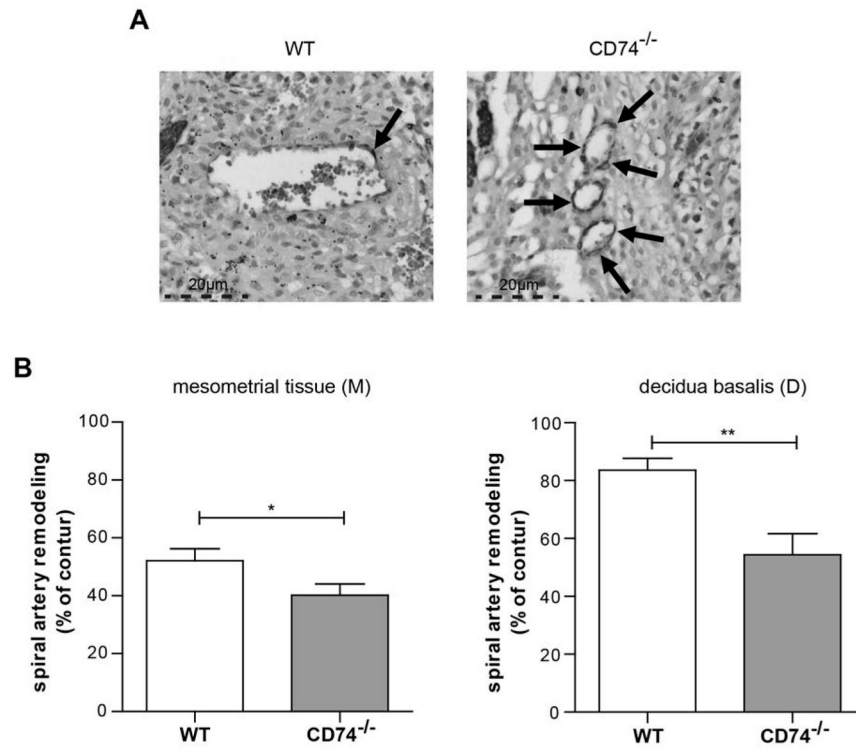 A
WT
CD74-/-
20μm
20μm
B
mesometrial tissue (M)
decidua basalis (D)
spiral artery remodeling
(% of contur)
100
80
60
40
20
0
*
WT
CD74-/-
spiral artery remodeling
(% of contur)
100
80
60
40
20
0
**
WT
CD74-/-